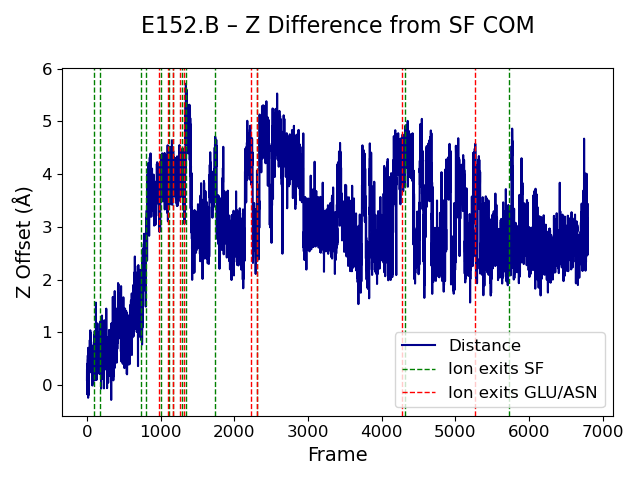 E152.B – Z Difference from SF COM
Z Offset (Å)
6
5
4
3
2
1
0
Distance
Ion exits SF
Ion exits GLU/ASN
0 1000 2000 3000 4000 5000 6000 7000
Frame